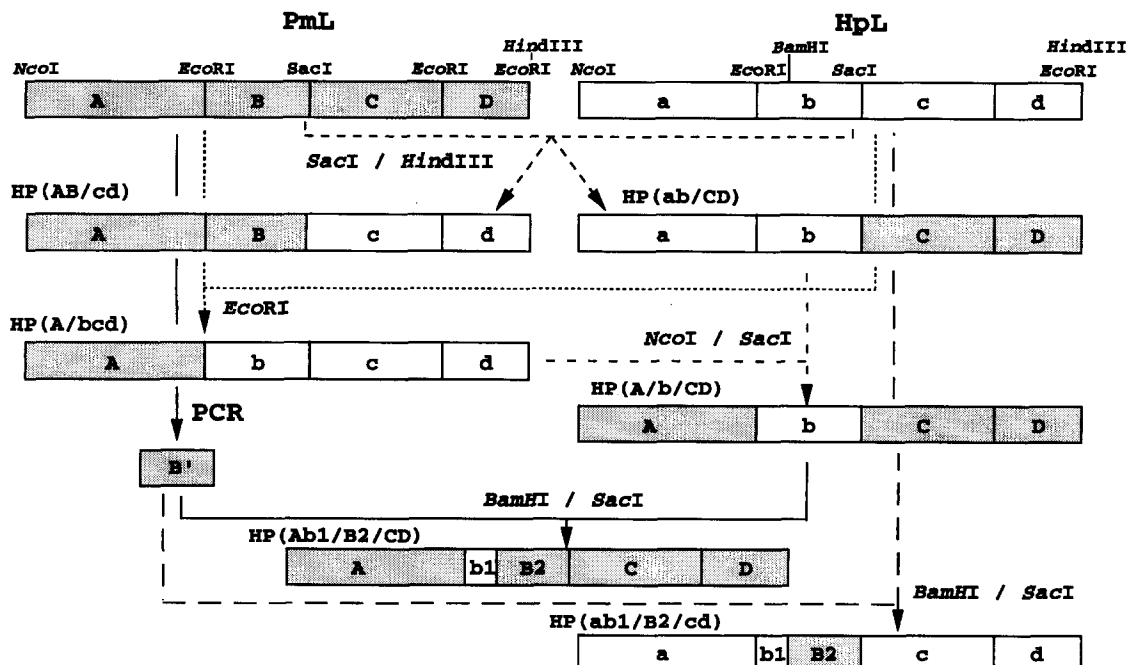 PmL
HpL
NcoI EcoRI SacI EcoRI HindIII EcoRI
NcoI EcoRI BamHI SacI HindIII EcoRI
A B C D
a b c d
SacI / HindIII
HP(AB/cd)
HP(ab/CD)
A B c d
a b C D
EcoRI
HP(A/bcd)
NcoI / SacI
A b c d
HP(A/b/CD)
PCR
A b C D
B'
BamHI / SacI
HP(Ab1/B2/CD)
A b1 B2 C D
BamHI / SacI
HP(ab1/B2/cd)
a b1 B2 c d